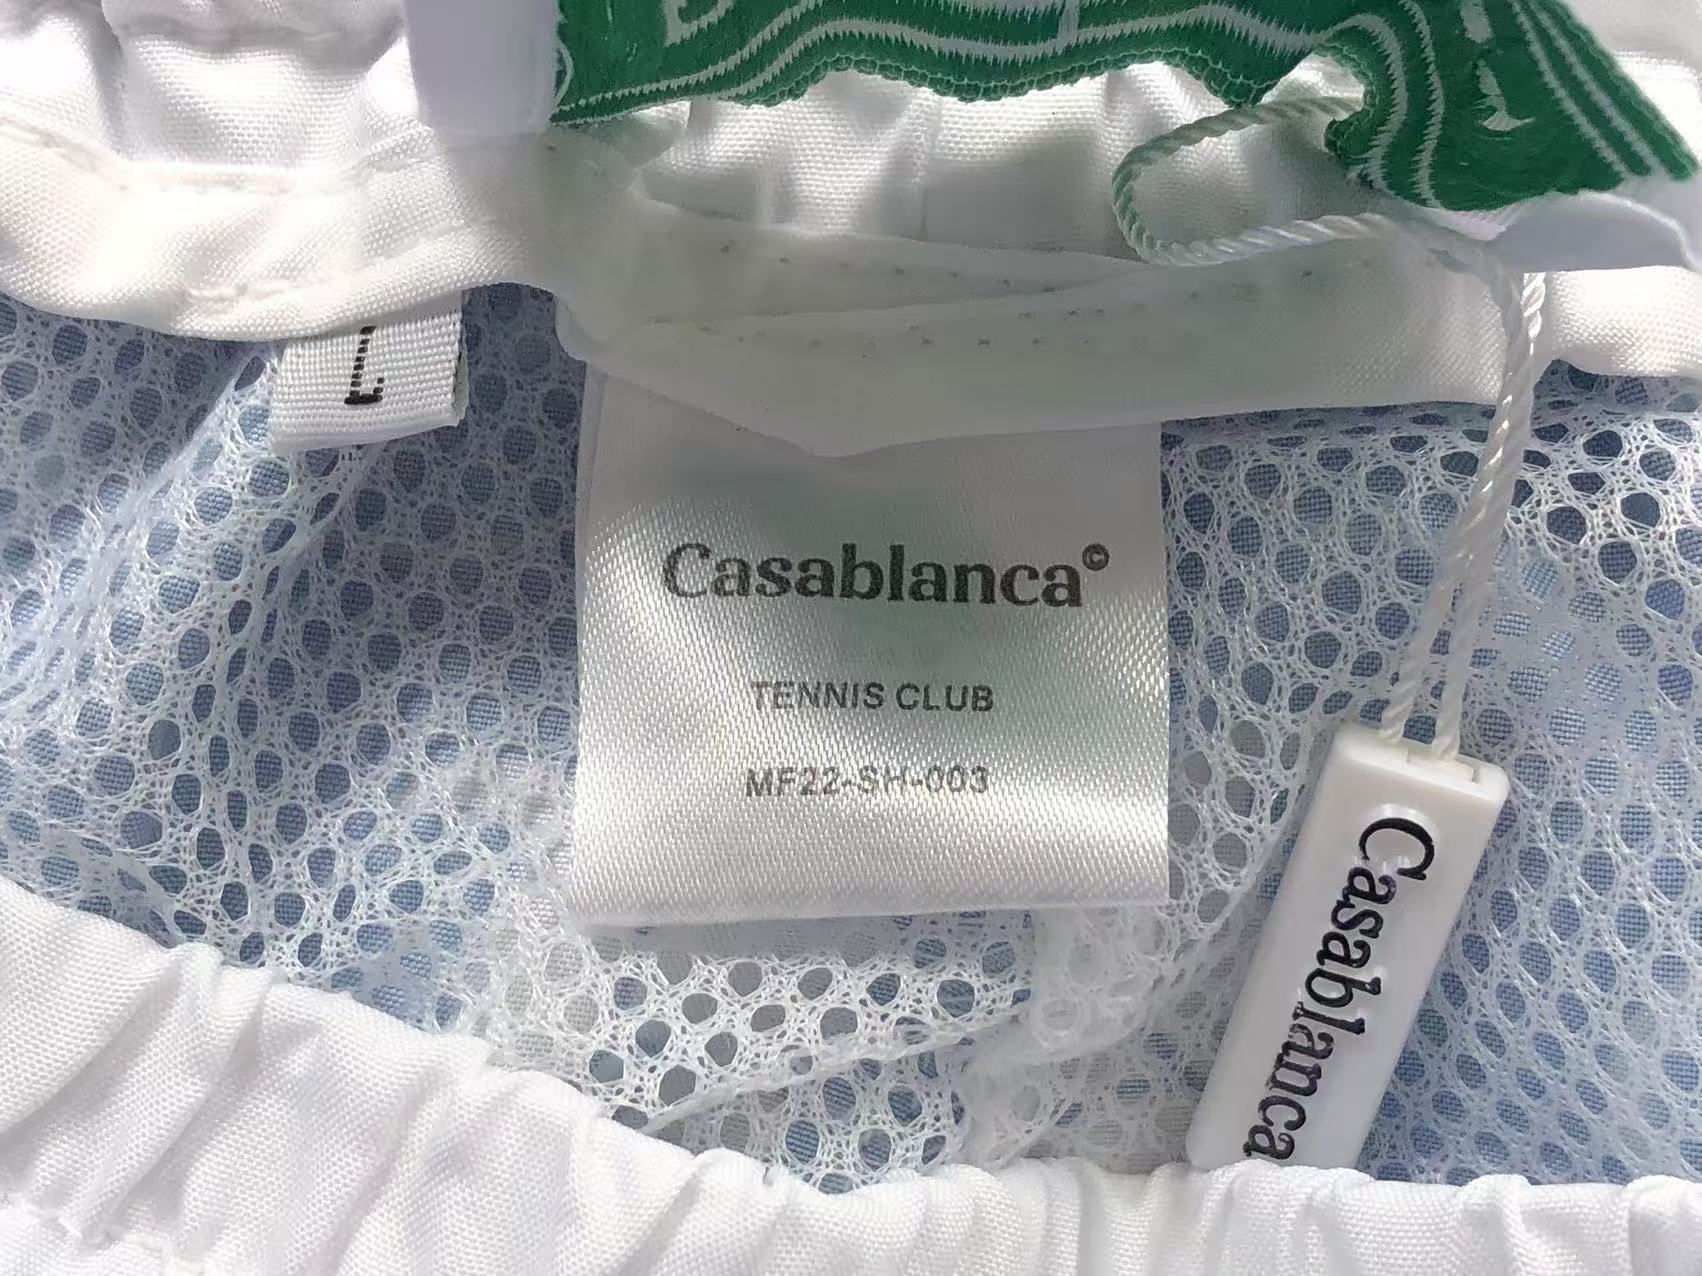 L
Casablanca©
TENNIS CLUB
MF22-SH-003
Casablanca